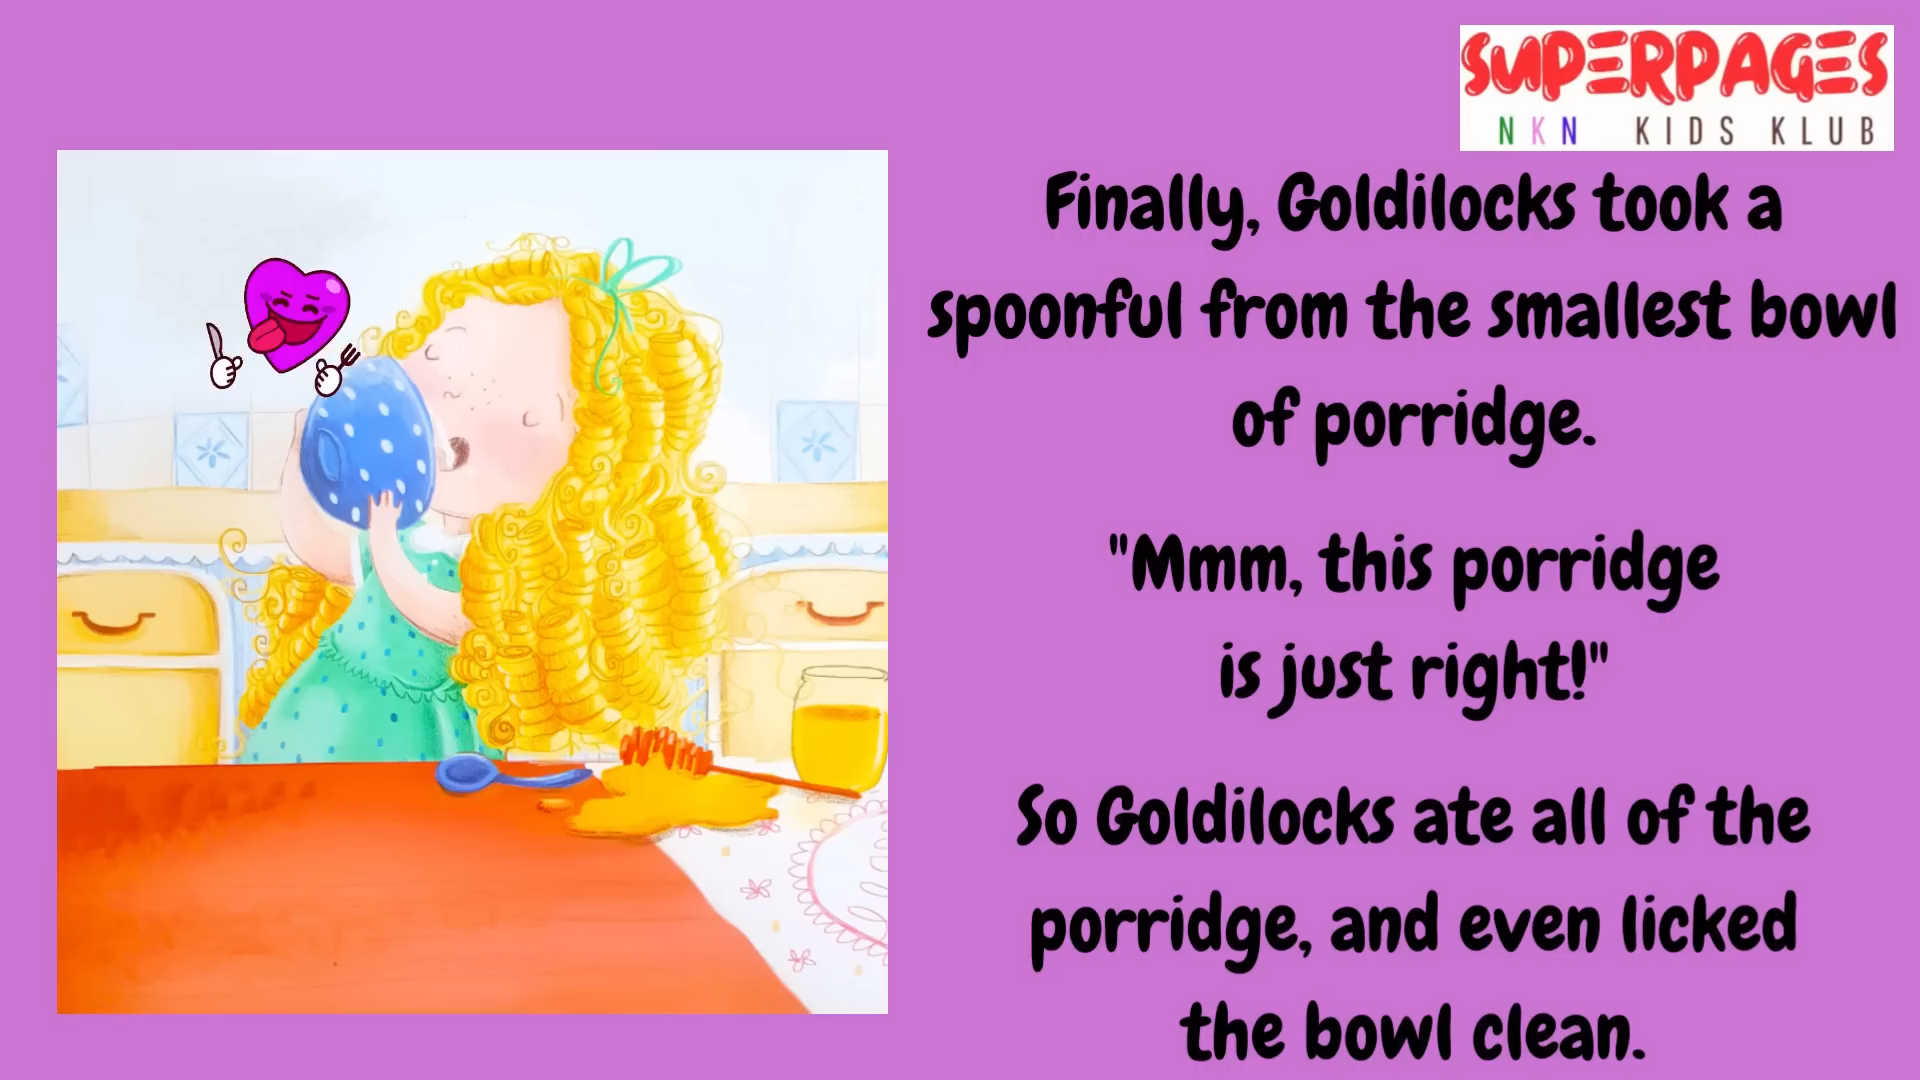 SUPERPAGES
NKN KIDS KLUB
Finally, Goldilocks took a
spoonful from the smallest bowl
of porridge.
"Mmm, this porridge
is just right!"
So Goldilocks ate all of the
porridge, and even licked
the bowl clean.